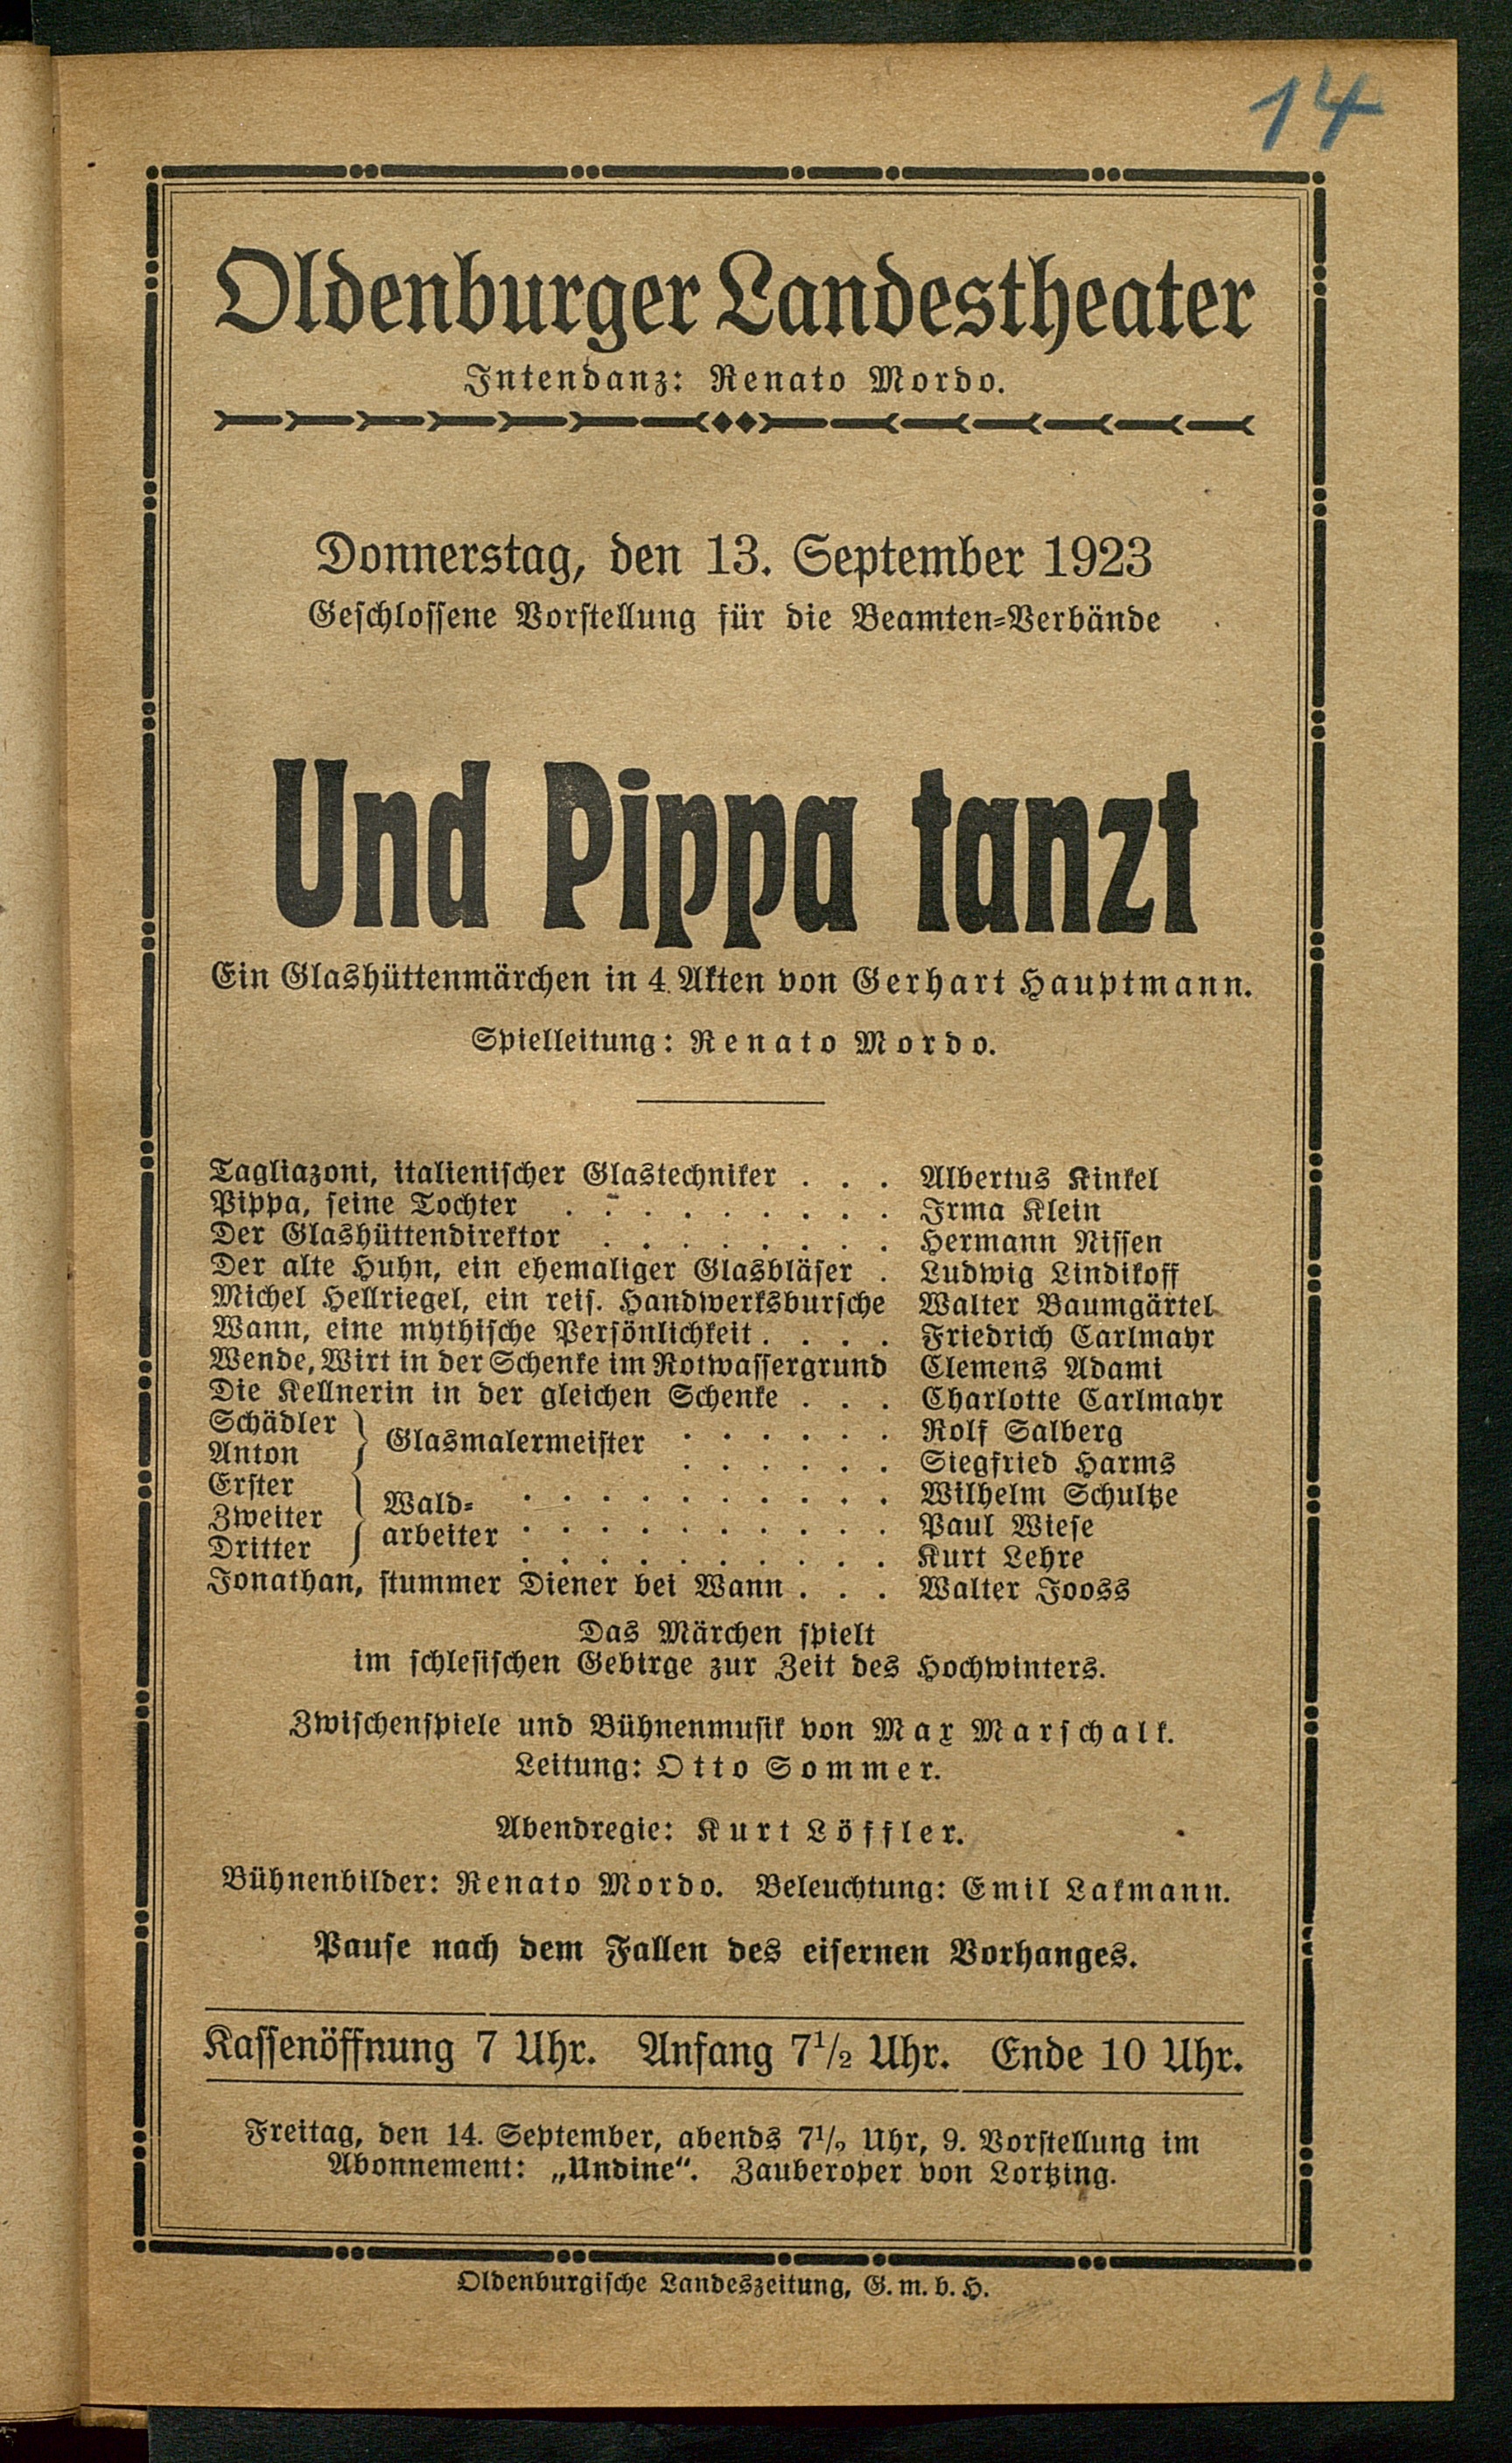 14
Oldenburger Landestheater
Intendanz: Renato Mordo.
Donnerstag, den 13. September 1923
Geschlossene Vorstellung für die Beamten=Verbände
Und Pippa tanzt
Ein Glashüttenmärchen in 4 Akten von Gerhart Hauptmann.
Spielleitung: Renato Mordo.
Tagliazoni, italienischer Glastechniker . . . Albertus Kinkel
Pippa, seine Tochter . . . . . . . . . Irma Klein
Der Glashüttendirektor . . . . . . . . Hermann Nissen
Der alte Huhn, ein ehemaliger Glasbläser . Ludwig Lindikoff
Michel Hellriegel, ein reis. Handwerksbursche Walter Baumgärtel
Wann, eine mythische Persönlichkeit . . . . Friedrich Carlmayr
Wende, Wirt in der Schenke im Rotwassergrund Clemens Adami
Die Kellnerin in der gleichen Schenke . . . Charlotte Carlmayr
Schädler } Glasmalermeister . . . . . . Rolf Salberg
Anton . . . . . . Siegfried Harms
Erster } Wald= . . . . . . . . . . Wilhelm Schultze
Zweiter arbeiter . . . . . . . . . . Paul Wiese
Dritter . . . . . . . . . . Kurt Lehre
Jonathan, stummer Diener bei Wann . . . Walter Jooss
Das Märchen spielt
im schlesischen Gebirge zur Zeit des Hochwinters.
Zwischenspiele und Bühnenmusik von Max Marschalk.
Leitung: Otto Sommer.
Abendregie: Kurt Löffler.
Bühnenbilder: Renato Mordo. Beleuchtung: Emil Lakmann.
Pause nach dem Fallen des eisernen Vorhanges.
Kassenöffnung 7 Uhr. Anfang 7½ Uhr. Ende 10 Uhr.
Freitag, den 14. September, abends 7½ Uhr, 9. Vorstellung im
Abonnement: „Undine“. Zauberoper von Lortzing.
Oldenburgische Landeszeitung, G. m. b. H.